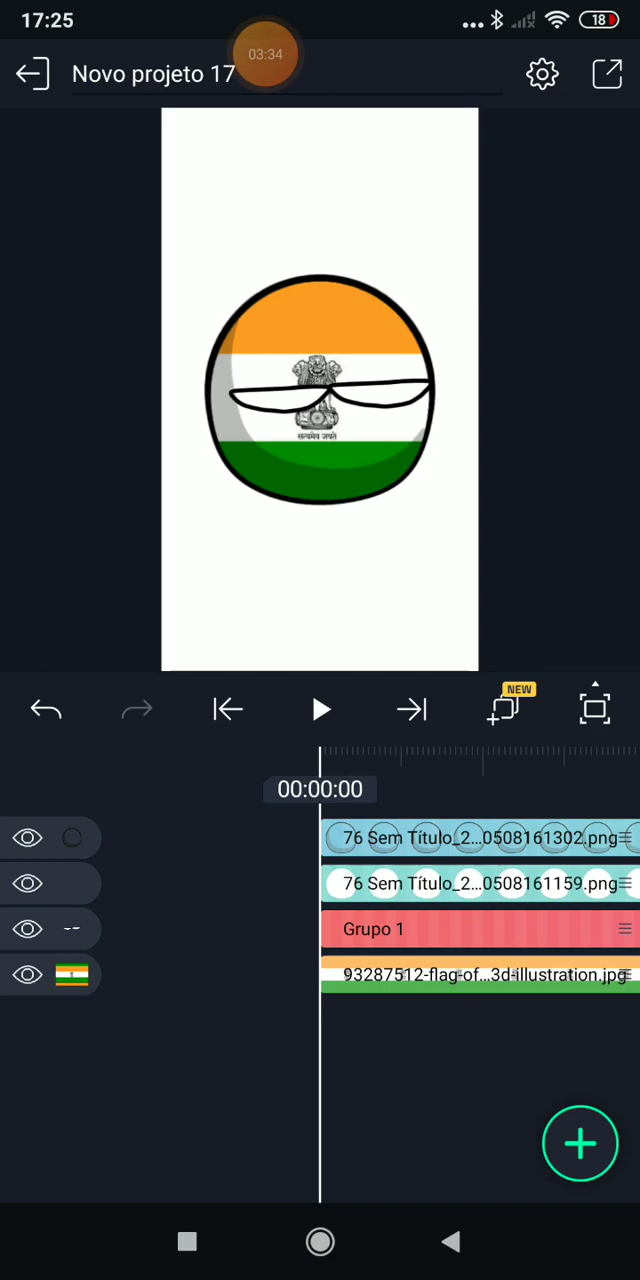 17:25
18
03:34
Novo projeto 17
सत्यमेव जयते
NEW
00:00:00
76 Sem Título_2...0508161302.png
76 Sem Título_2...0508161159.png
Grupo 1
93287512-flag-of...3d-illustration.jpg